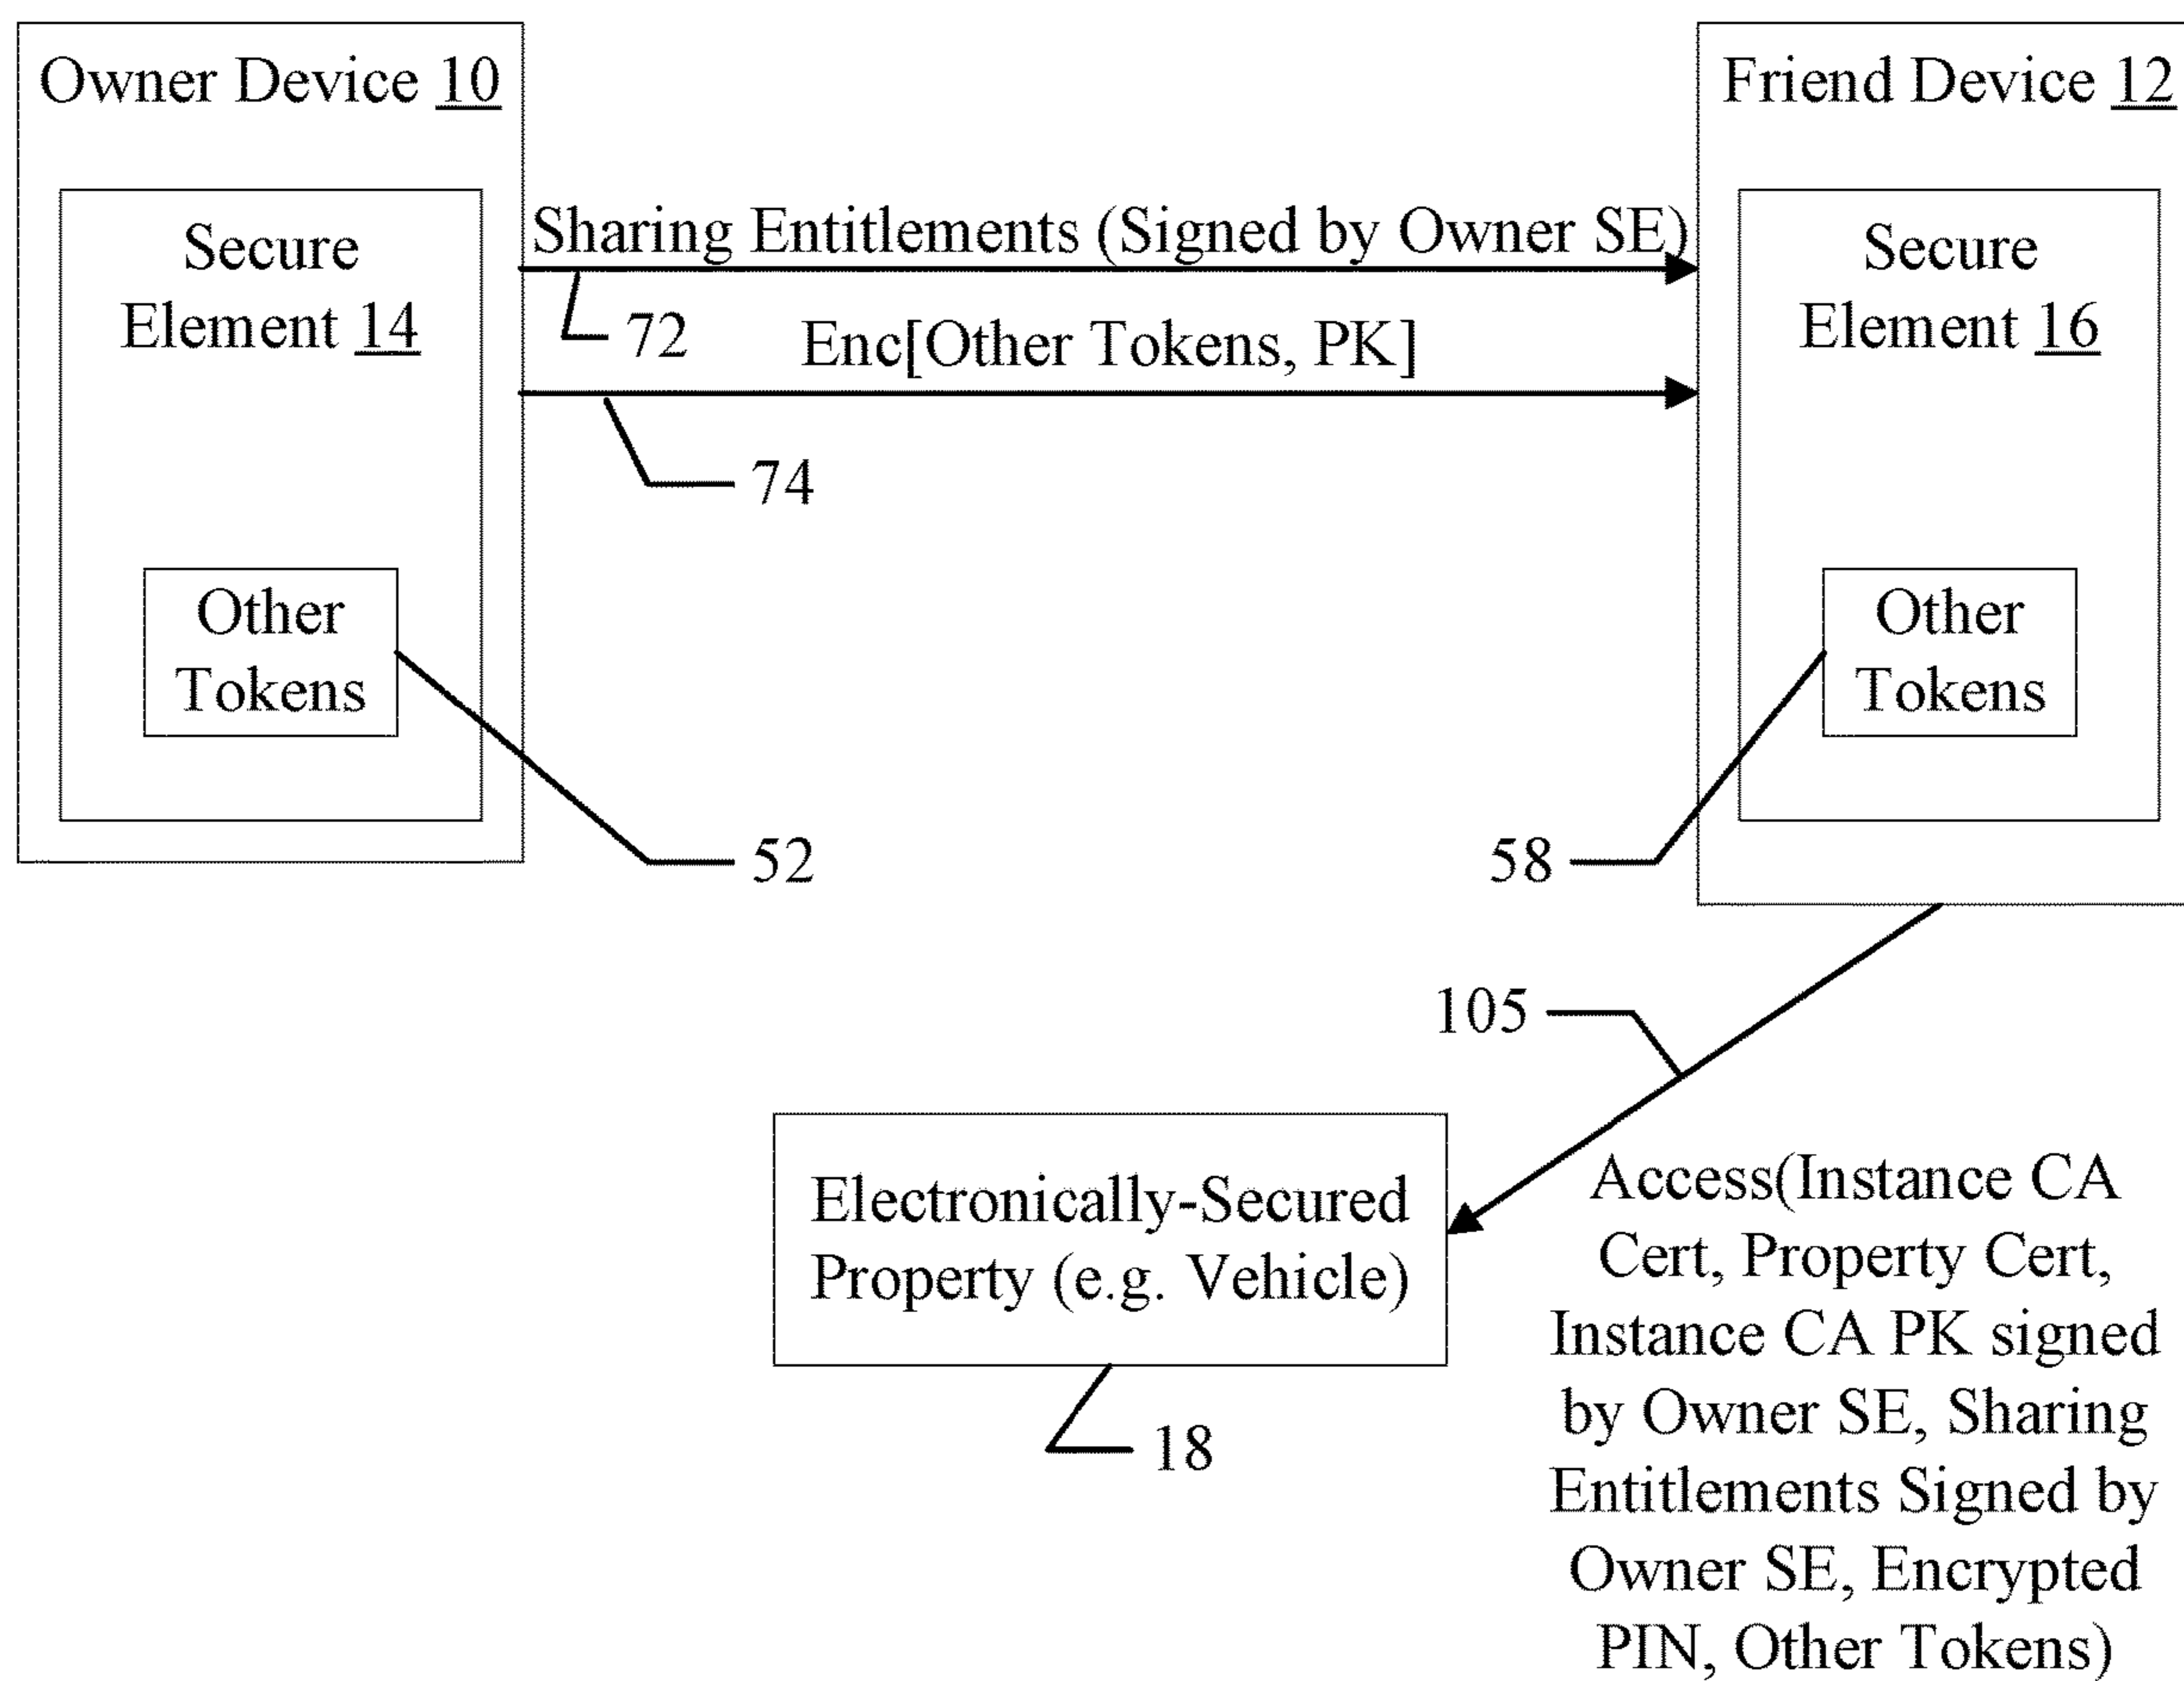 Owner Device 10
Friend Device 12
Secure
Element 14
Sharing Entitlements (Signed by Owner SE)
72
Enc[Other Tokens, PK]
74
Secure
Element 16
Other
Tokens
52
Other
Tokens
58
105
Electronically-Secured
Property (e.g. Vehicle)
18
Access(Instance CA
Cert, Property Cert,
Instance CA PK signed
by Owner SE, Sharing
Entitlements Signed by
Owner SE, Encrypted
PIN, Other Tokens)